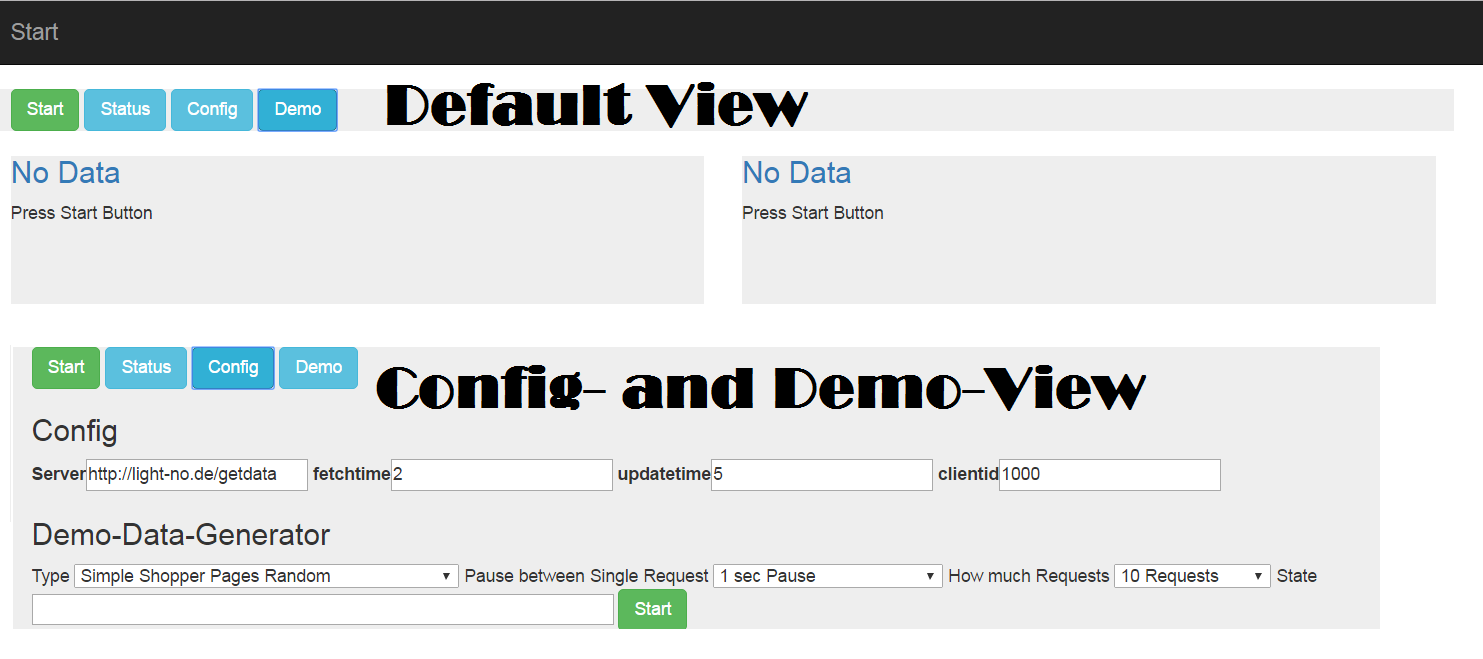 Start
Start Status Config Demo Default View
No Data No Data
Press Start Button Press Start Button
Start Status Config Demo Config- and Demo-View
Config
Server http://light-no.de/getdata fetchtime 2 updatetime 5 clientid 1000
Demo-Data-Generator
Type Simple Shopper Pages Random Pause between Single Request 1 sec Pause How much Requests 10 Requests State
Start